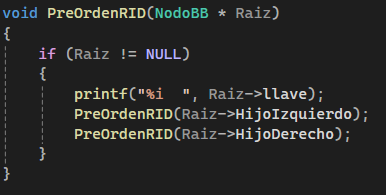 void PreOrdenRID(NodoBB * Raiz)
{
    if (Raiz != NULL)
    {
        printf("%i  ", Raiz->llave);
        PreOrdenRID(Raiz->HijoIzquierdo);
        PreOrdenRID(Raiz->HijoDerecho);
    }
}